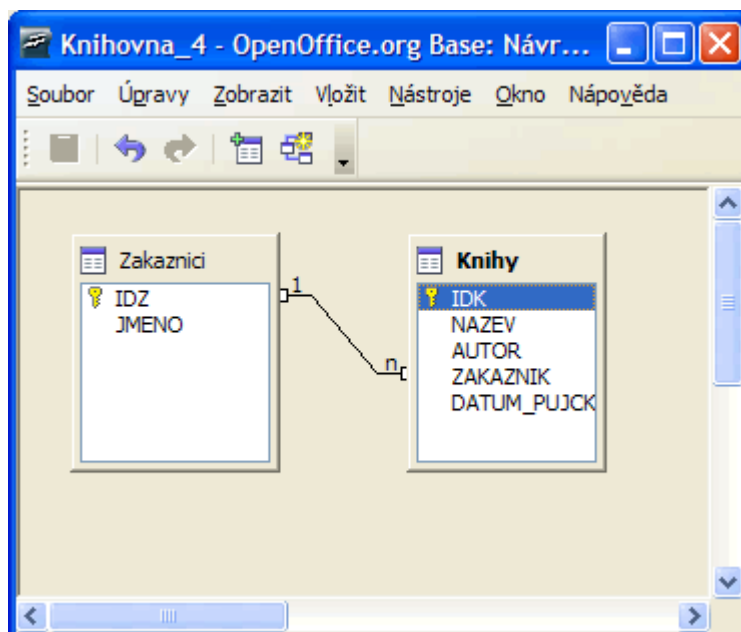 Knihovna_4 - OpenOffice.org Base: Návr...
Soubor Úpravy Zobrazit Vložit Nástroje Okno Nápověda
Zakaznici
IDZ
JMENO
1
n
Knihy
IDK
NAZEV
AUTOR
ZAKAZNIK
DATUM_PUJCK